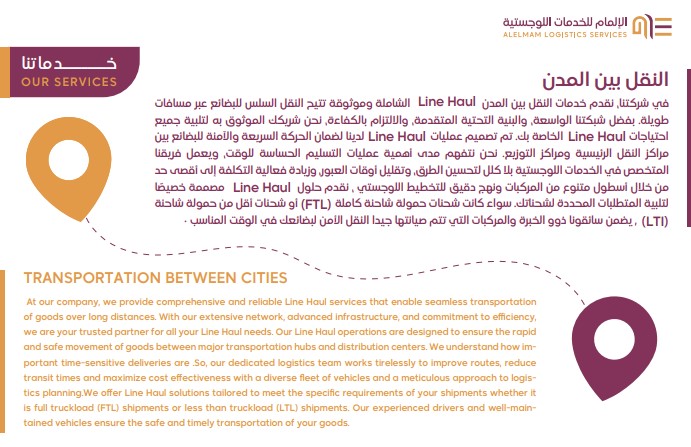 الإلمام للخدمات اللوجستية
ALELMAM LOGISTICS SERVICES
خـــدماتنا
OUR SERVICES
النقل بين المدن
في شركتنا، نقدم خدمات النقل بين المدن Line Haul الشاملة وموثوقة تتيح النقل السلس للبضائع عبر مسافات
طويلة. بفضل شبكتنا الواسعة، والبنية التحتية المتقدمة، والالتزام بالكفاءة، نحن شريكك الموثوق به لتلبية جميع
احتياجات Line Haul الخاصة بك. تم تصميم عمليات Line Haul لدينا لضمان الحركة السريعة والآمنة للبضائع بين
مراكز النقل الرئيسية ومراكز التوزيع. نحن نتفهم مدى أهمية عمليات التسليم الحساسة للوقت، ويعمل فريقنا
المتخصص في الخدمات اللوجستية بلا كلل لتحسين الطرق، وتقليل أوقات العبور وزيادة فعالية التكلفة إلى أقصى حد
من خلال أسطول متنوع من المركبات ونهج دقيق للتخطيط اللوجستي , نقدم حلول Line Haul مصممة خصيصًا
لتلبية المتطلبات المحددة لشحناتك. سواء كانت شحنات حمولة شاحنة كاملة (FTL) أو شحنات أقل من حمولة شاحنة
(LTl) , يضمن سائقونا ذوو الخبرة والمركبات التي تتم صيانتها جيدا النقل الآمن لبضائعك في الوقت المناسب .
TRANSPORTATION BETWEEN CITIES
At our company, we provide comprehensive and reliable Line Haul services that enable seamless transportation
of goods over long distances. With our extensive network, advanced infrastructure, and commitment to efficiency,
we are your trusted partner for all your Line Haul needs. Our Line Haul operations are designed to ensure the rapid
and safe movement of goods between major transportation hubs and distribution centers. We understand how im-
portant time-sensitive deliveries are .So, our dedicated logistics team works tirelessly to improve routes, reduce
transit times and maximize cost effectiveness with a diverse fleet of vehicles and a meticulous approach to logis-
tics planning.We offer Line Haul solutions tailored to meet the specific requirements of your shipments whether it
is full truckload (FTL) shipments or less than truckload (LTL) shipments. Our experienced drivers and well-main-
tained vehicles ensure the safe and timely transportation of your goods.